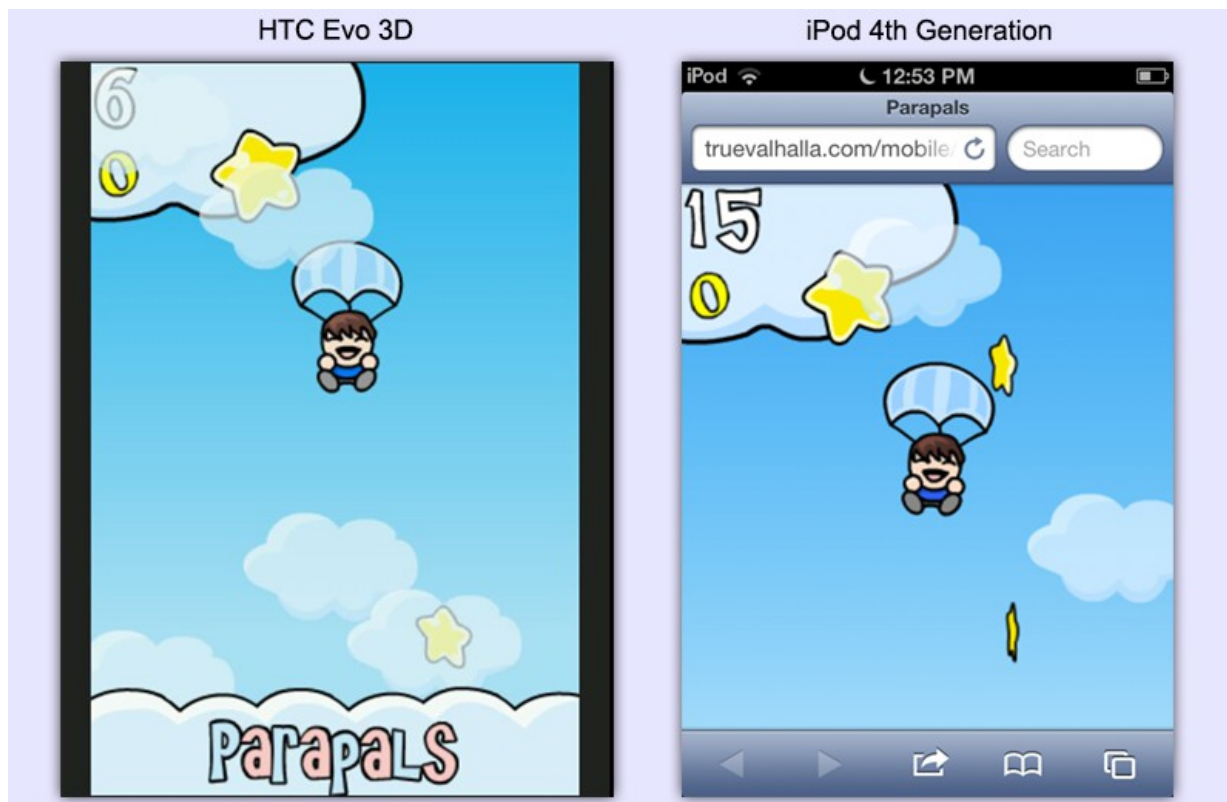 HTC Evo 3D
6
0
Parapals
iPod 4th Generation
iPod 12:53 PM
Parapals
truevalhalla.com/mobile/ Search
15
0